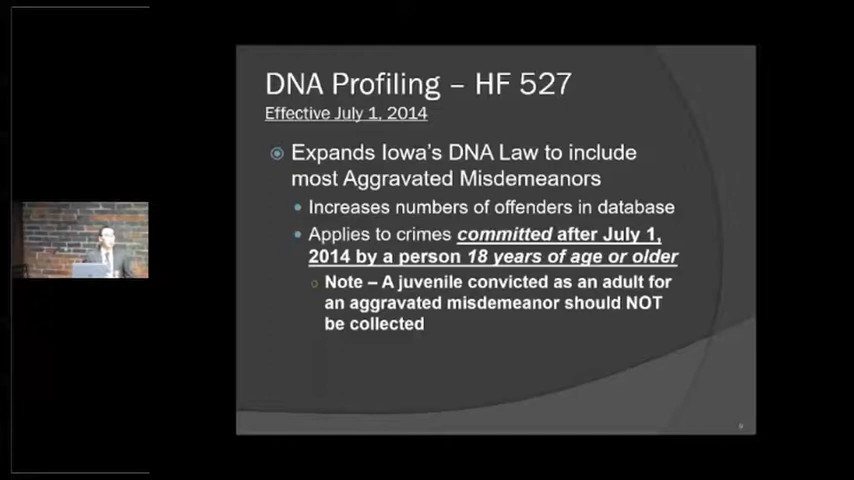 DNA Profiling – HF 527
Effective July 1, 2014
Expands Iowa's DNA Law to include
most Aggravated Misdemeanors
Increases numbers of offenders in database
Applies to crimes committed after July 1,
2014 by a person 18 years of age or older
Note – A juvenile convicted as an adult for
an aggravated misdemeanor should NOT
be collected